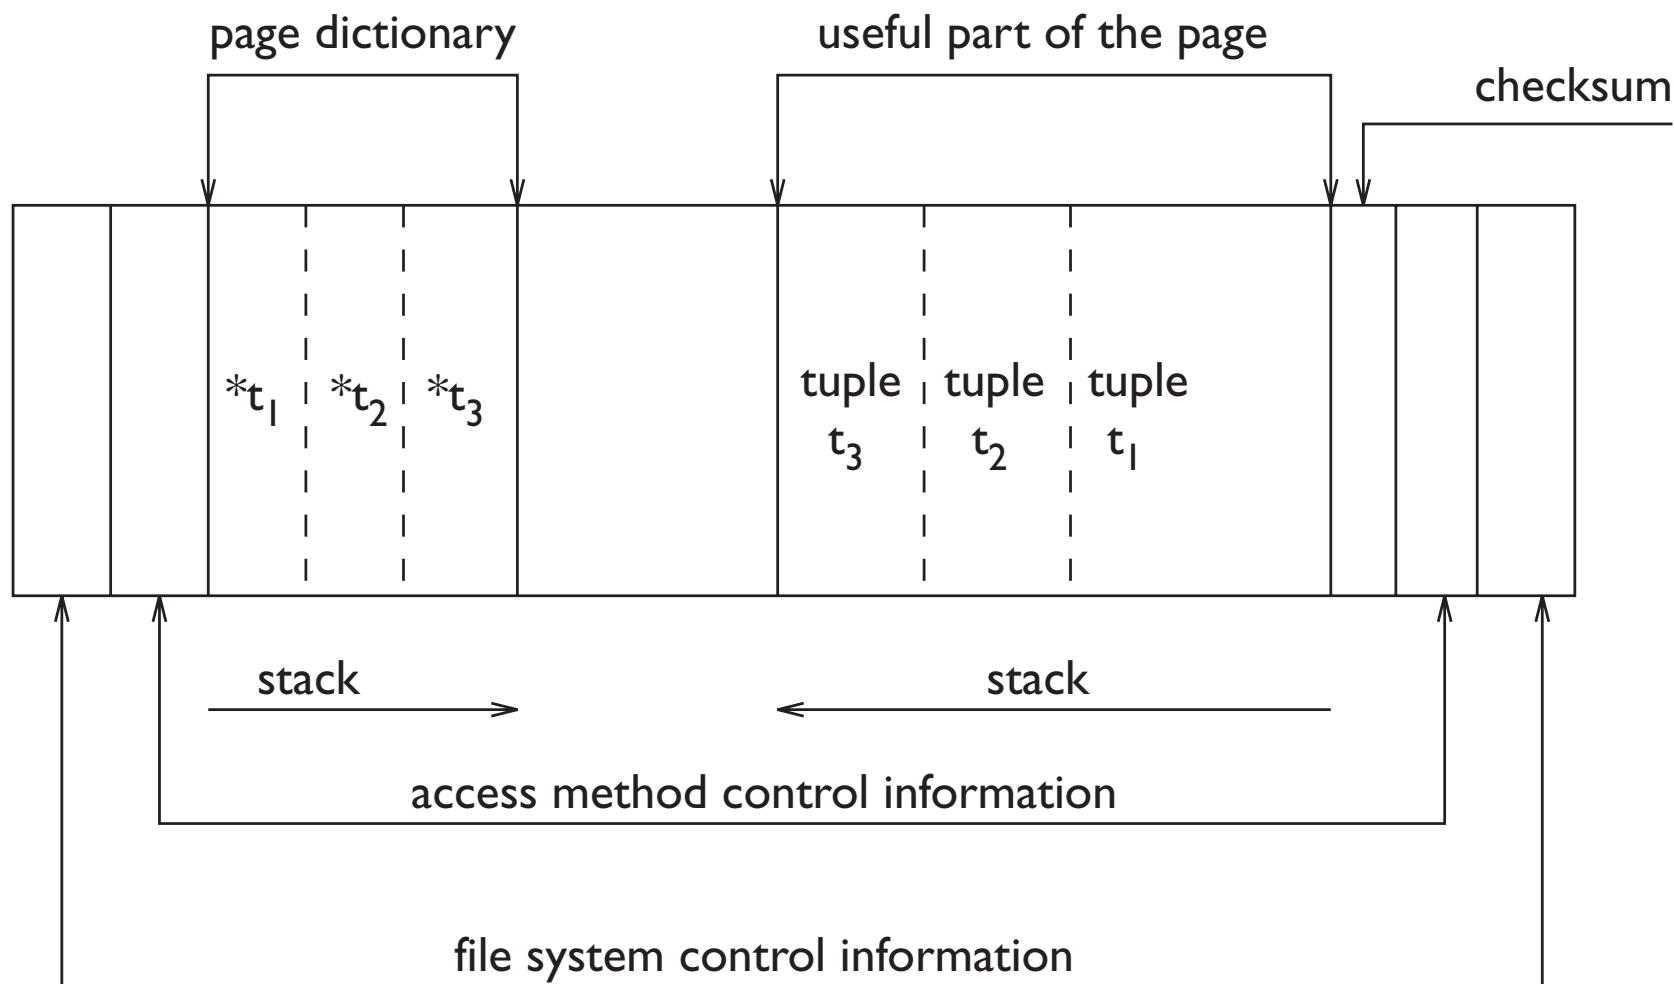 page dictionary
useful part of the page
checksum
*t₁
*t₂
*t₃
tuple
t₃
tuple
t₂
tuple
t₁
stack
stack
access method control information
file system control information